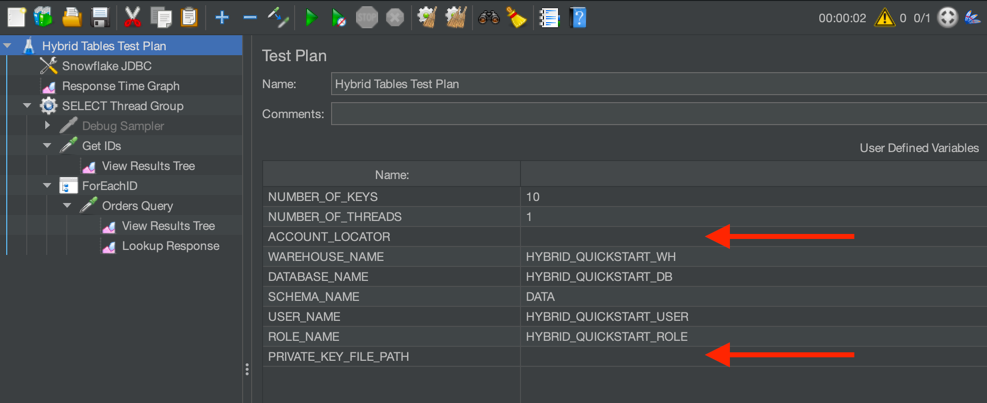 STOP
00:00:02
0 0/1
Hybrid Tables Test Plan
Snowflake JDBC
Response Time Graph
SELECT Thread Group
Debug Sampler
Get IDs
View Results Tree
ForEachID
Orders Query
View Results Tree
Lookup Response
Test Plan
Name: Hybrid Tables Test Plan
Comments:
User Defined Variables
Name:
NUMBER_OF_KEYS 10
NUMBER_OF_THREADS 1
ACCOUNT_LOCATOR
WAREHOUSE_NAME HYBRID_QUICKSTART_WH
DATABASE_NAME HYBRID_QUICKSTART_DB
SCHEMA_NAME DATA
USER_NAME HYBRID_QUICKSTART_USER
ROLE_NAME HYBRID_QUICKSTART_ROLE
PRIVATE_KEY_FILE_PATH